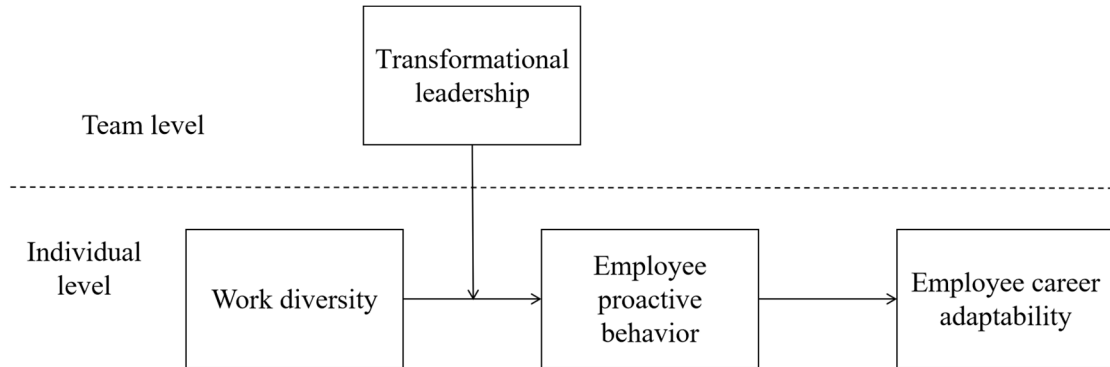 Transformational
leadership
Team level
Individual
level
Work diversity
Employee
proactive
behavior
Employee career
adaptability